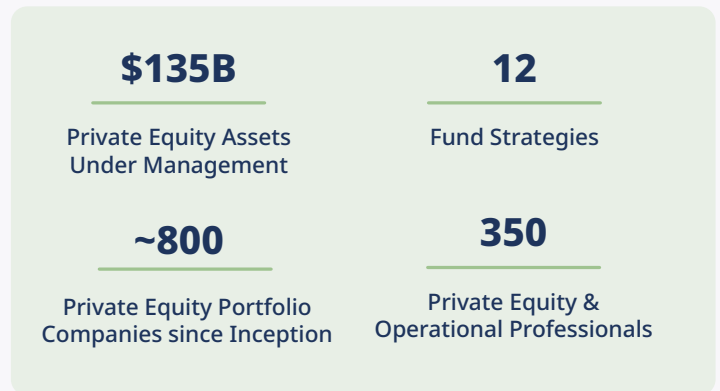 $135B
Private Equity Assets
Under Management
12
Fund Strategies
~800
Private Equity Portfolio
Companies since Inception
350
Private Equity &
Operational Professionals